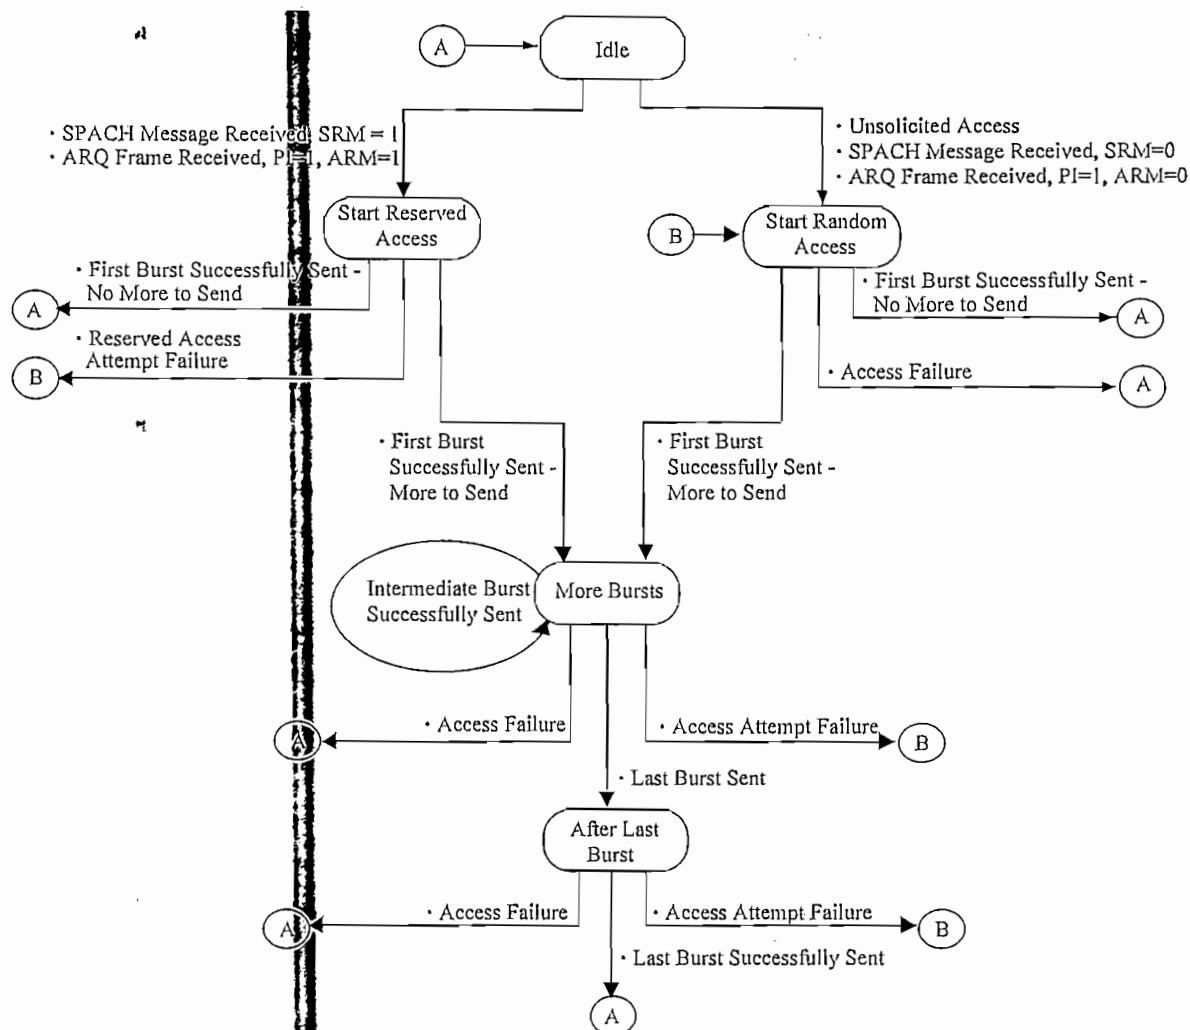 A
Idle
· SPACH Message Received, SRM = 1
· ARQ Frame Received, PI=1, ARM=1
· Unsolicited Access
· SPACH Message Received, SRM=0
· ARQ Frame Received, PI=1, ARM=0
Start Reserved
Access
B
Start Random
Access
· First Burst Successfully Sent -
No More to Send
A
· Reserved Access
Attempt Failure
B
· First Burst Successfully Sent -
No More to Send
A
· Access Failure
A
· First Burst
Successfully Sent -
More to Send
· First Burst
Successfully Sent -
More to Send
Intermediate Burst
Successfully Sent
More Bursts
· Access Failure
A
· Access Attempt Failure
B
· Last Burst Sent
After Last
Burst
· Access Failure
A
· Access Attempt Failure
B
· Last Burst Successfully Sent
A